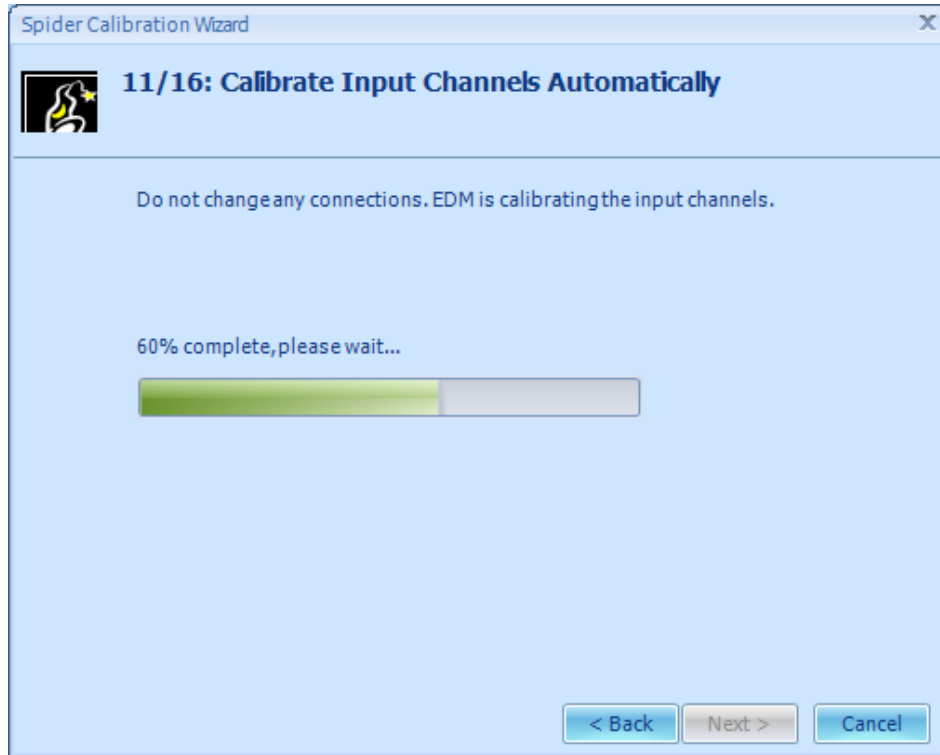 Spider Calibration Wizard
X
11/16: Calibrate Input Channels Automatically
Do not change any connections. EDM is calibrating the input channels.
60% complete, please wait...
< Back Next > Cancel